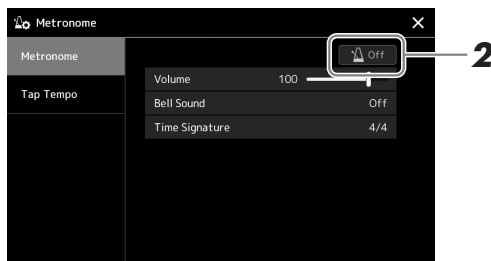 Metronome
Metronome
Off
2
Tap Tempo
Volume 100
Bell Sound Off
Time Signature 4/4